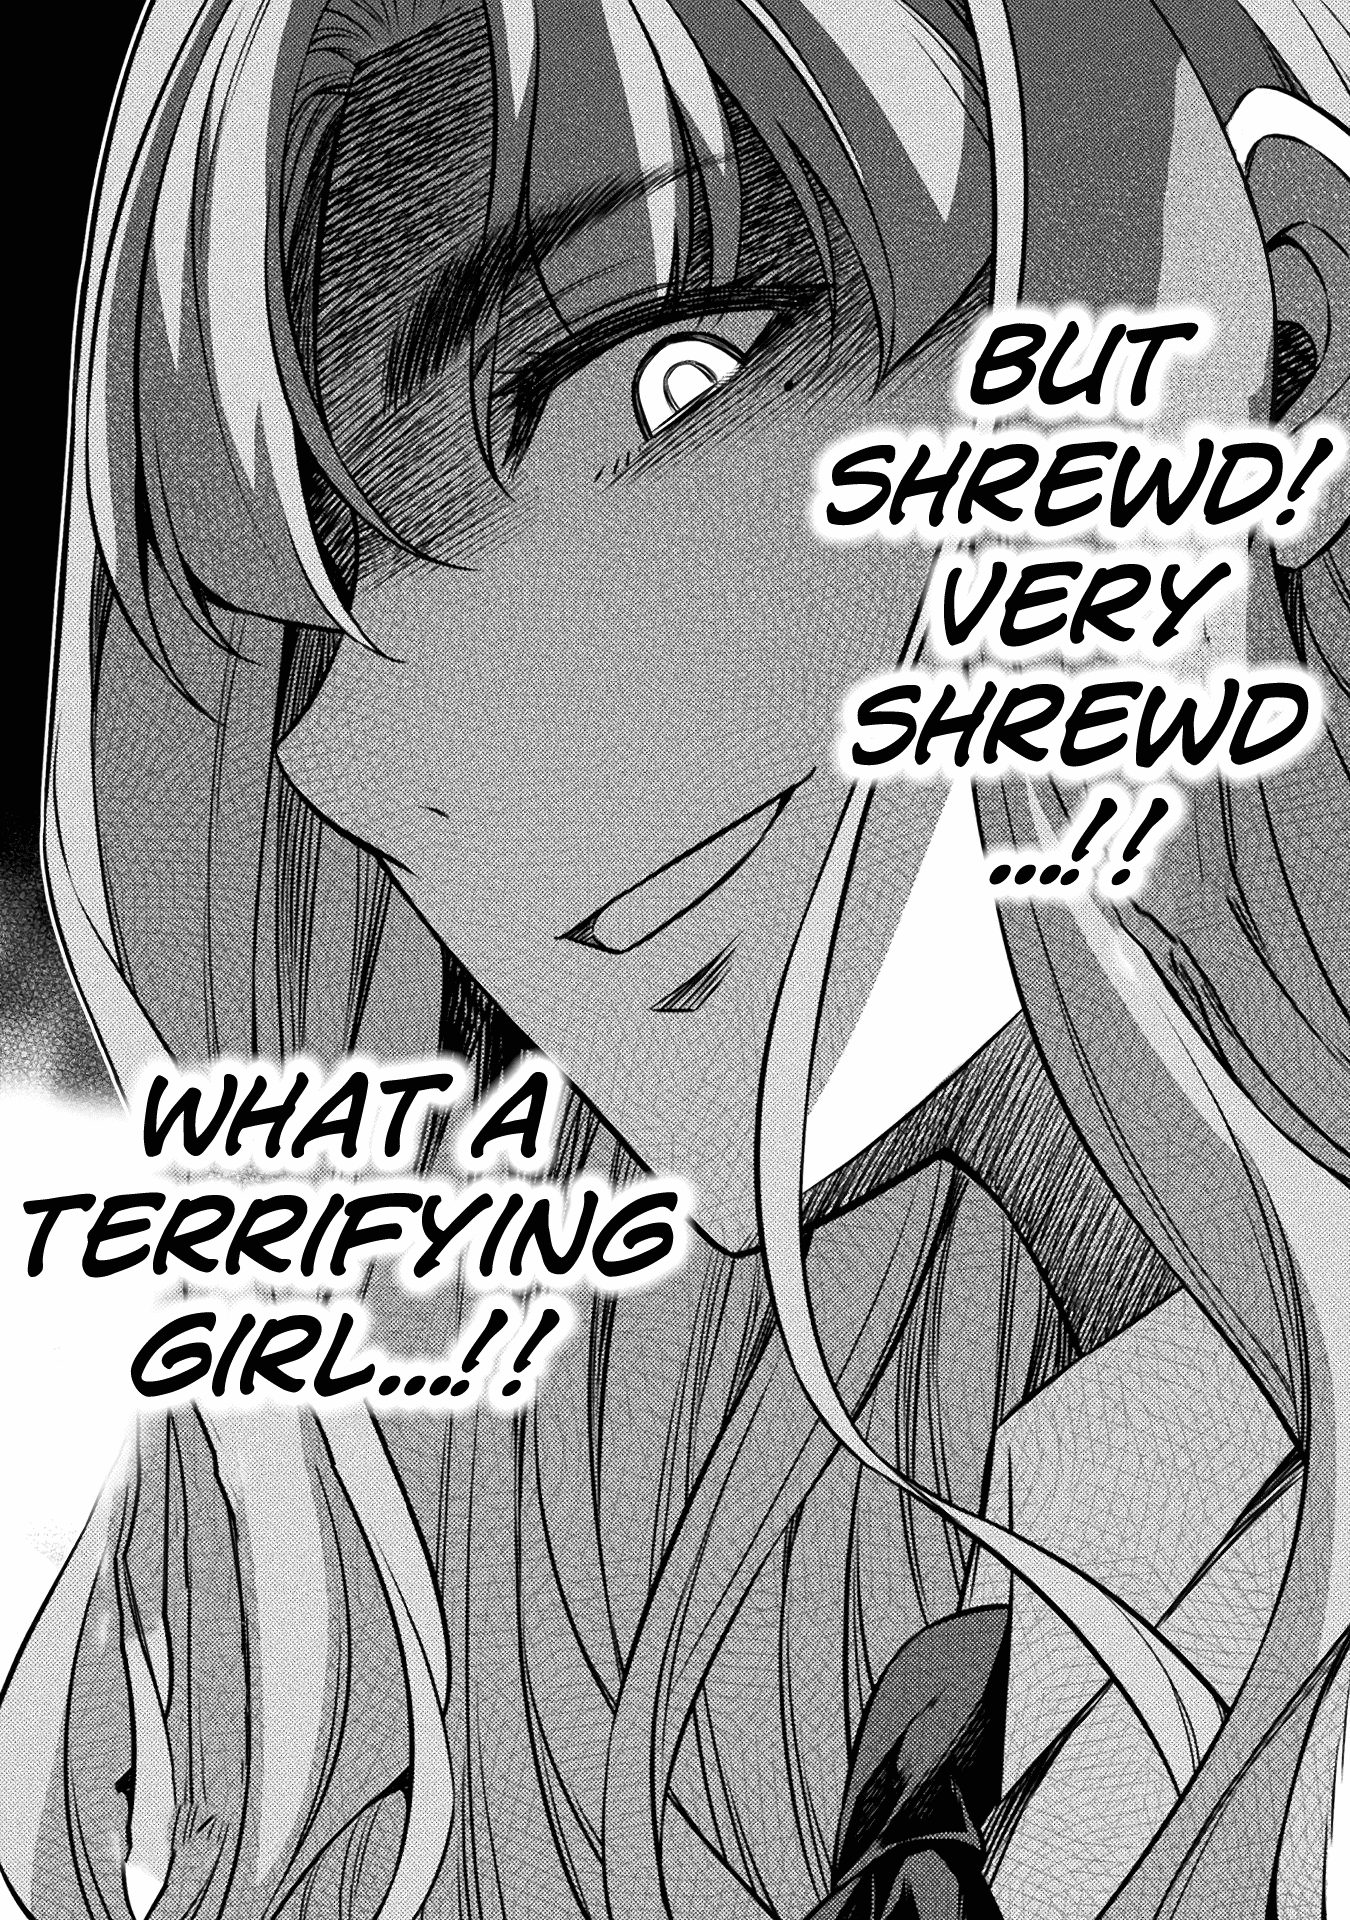 BUT
SHREWD!
VERY
SHREWD
...!!
WHAT A
TERRIFYING
GIRL...!!